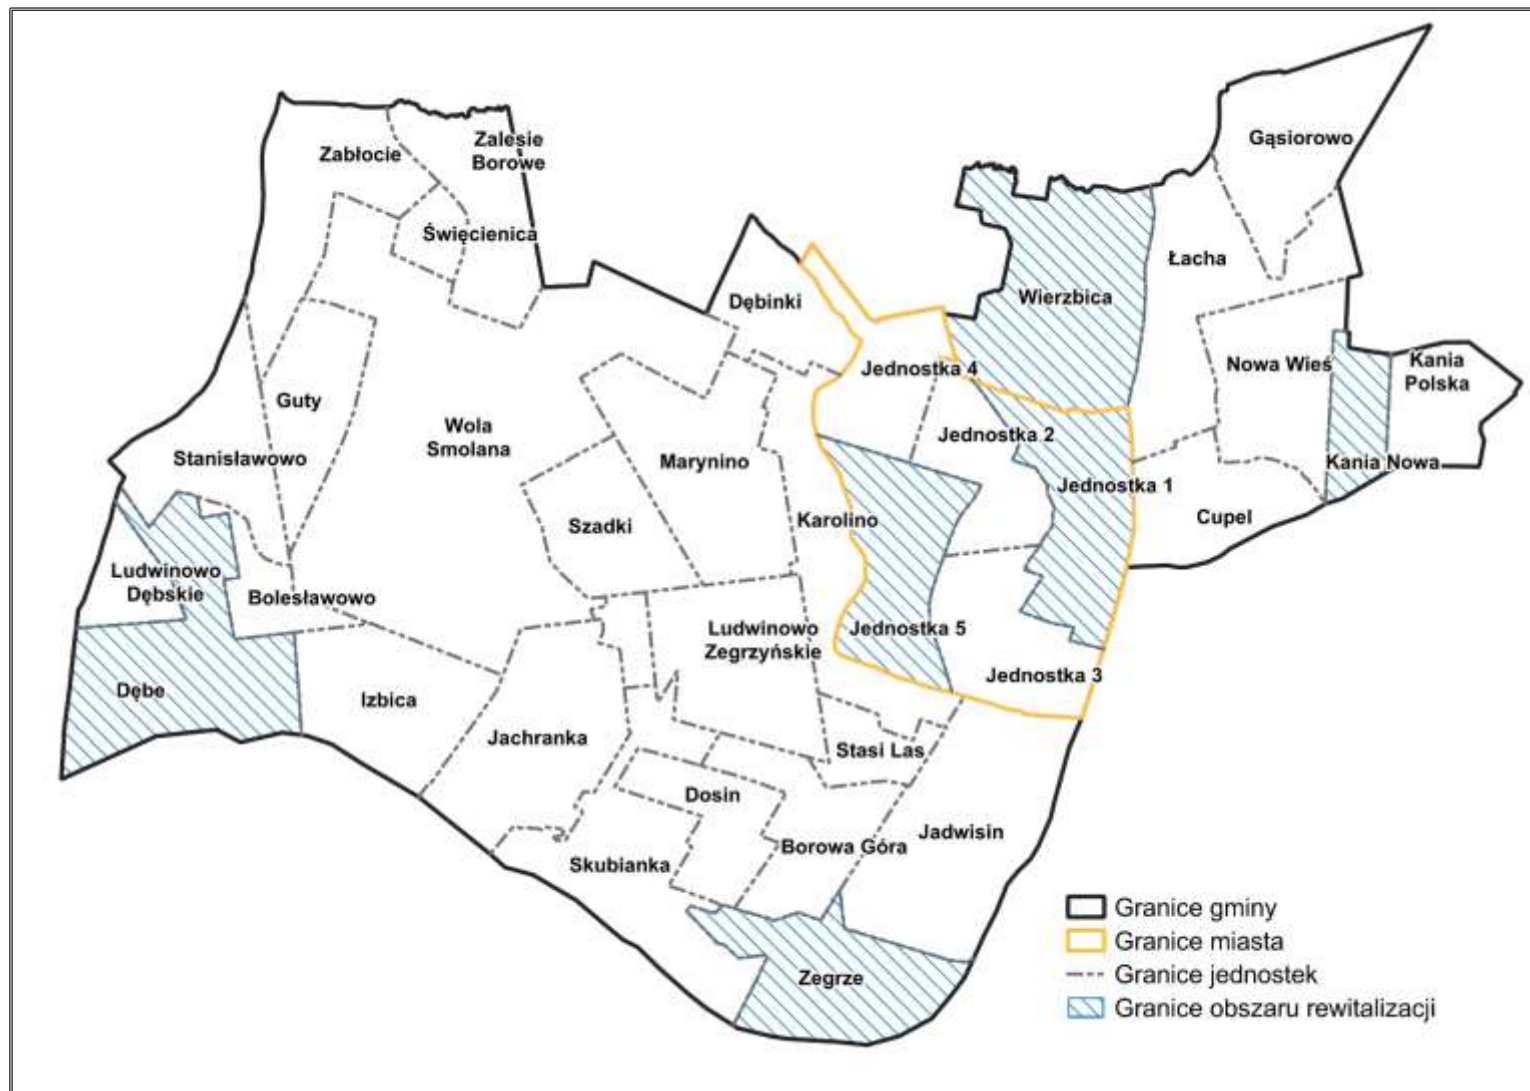 Zabłocie
Zalesie
Borowe
Święcienica
Gąsiorowo
Łacha
Wierzbica
Dębinki
Jednostka 4
Nowa Wieś
Kania
Polska
Guty
Wola
Smolana
Jednostka 2
Stanisławowo
Marynino
Kania Nowa
Jednostka 1
Szadki
Karolino
Cupel
Ludwinowo
Dębskie
Bolesławowo
Ludwinowo
Zegrzyńskie
Jednostka 5
Jednostka 3
Dębe
Izbica
Jachranka
Stasi Las
Dosin
Jadwisin
Borowa Góra
Skubianka
Zegrze
Granice gminy
Granice miasta
Granice jednostek
Granice obszaru rewitalizacji